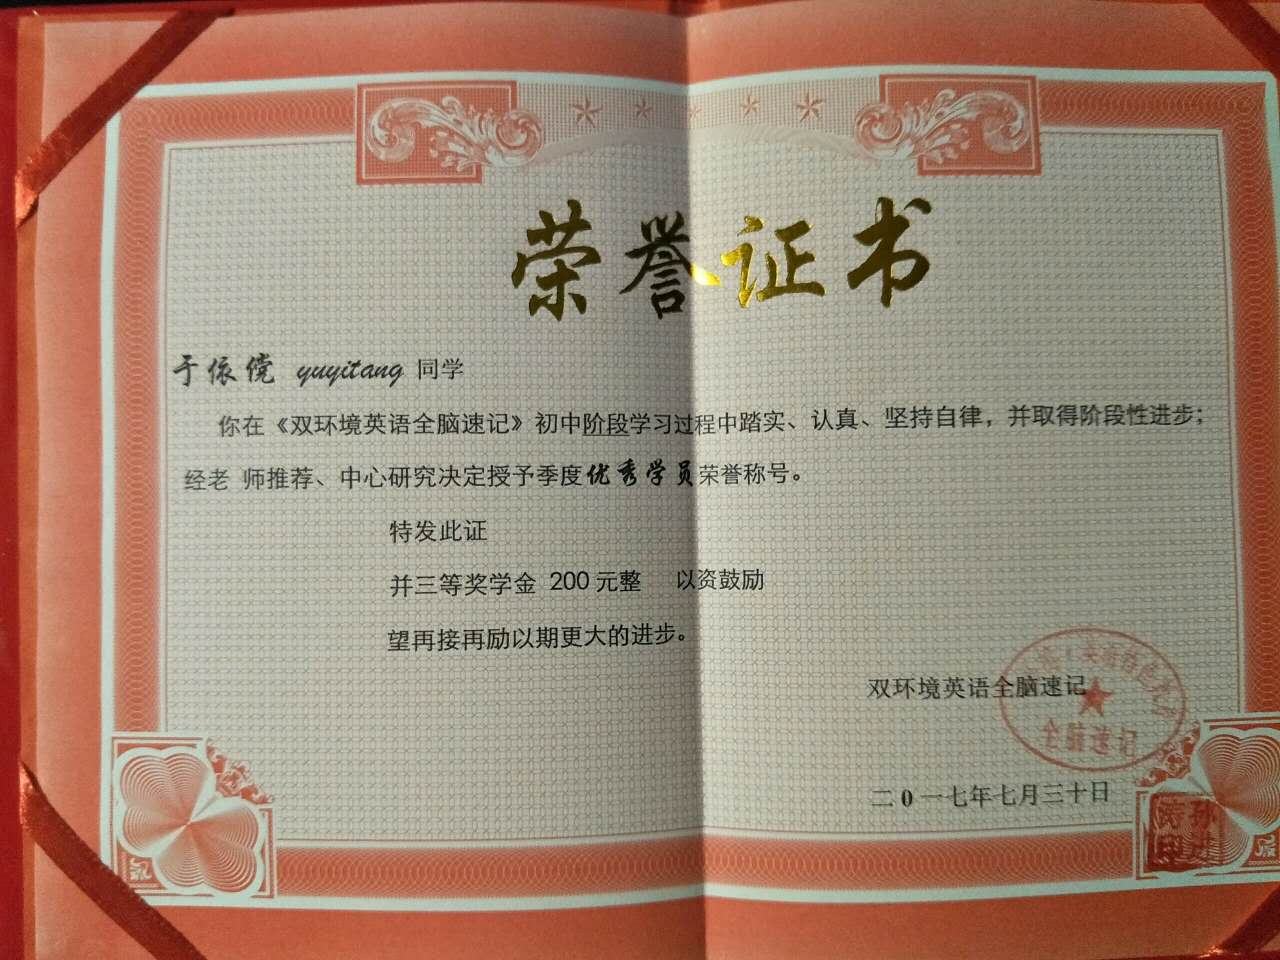 荣誉证书
于依傥 yuyitang 同学
你在《双环境英语全脑速记》初中阶段学习过程中踏实、认真、坚持自律，并取得阶段性进步；
经老 师推荐、中心研究决定授予季度优秀学员荣誉称号。
特发此证
并三等奖学金 200 元整 以资鼓励
望再接再励以期更大的进步。
双环境英语全脑速记
全脑速记
二0一七年七月三十日